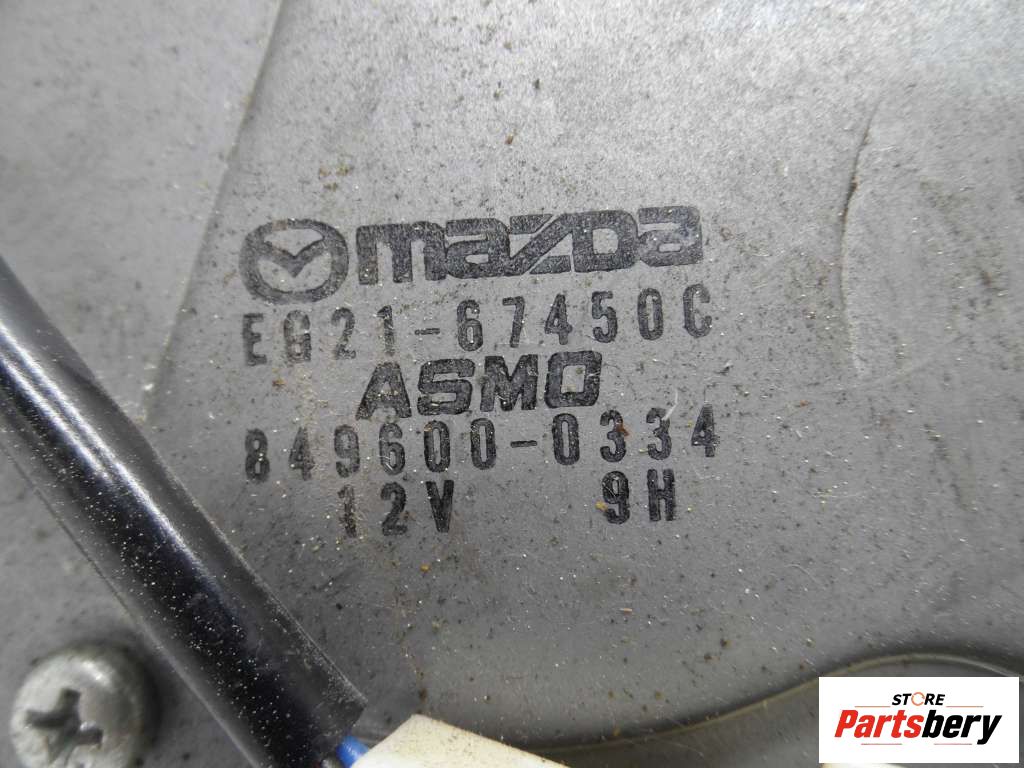 mazda
EG21-67450C
ASMO
849600-0334
12V 9H
STORE
Partsbery